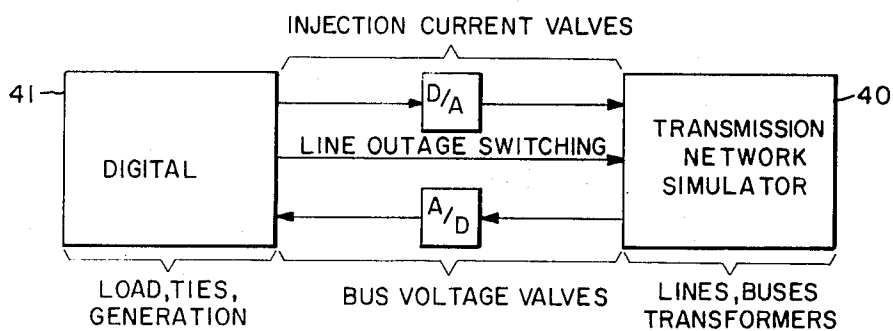 INJECTION CURRENT VALVES
41
D/A
40
TRANSMISSION
NETWORK
SIMULATOR
LINE OUTAGE SWITCHING
DIGITAL
A/D
LOAD,TIES,
GENERATION
BUS VOLTAGE VALVES
LINES,BUSES
TRANSFORMERS